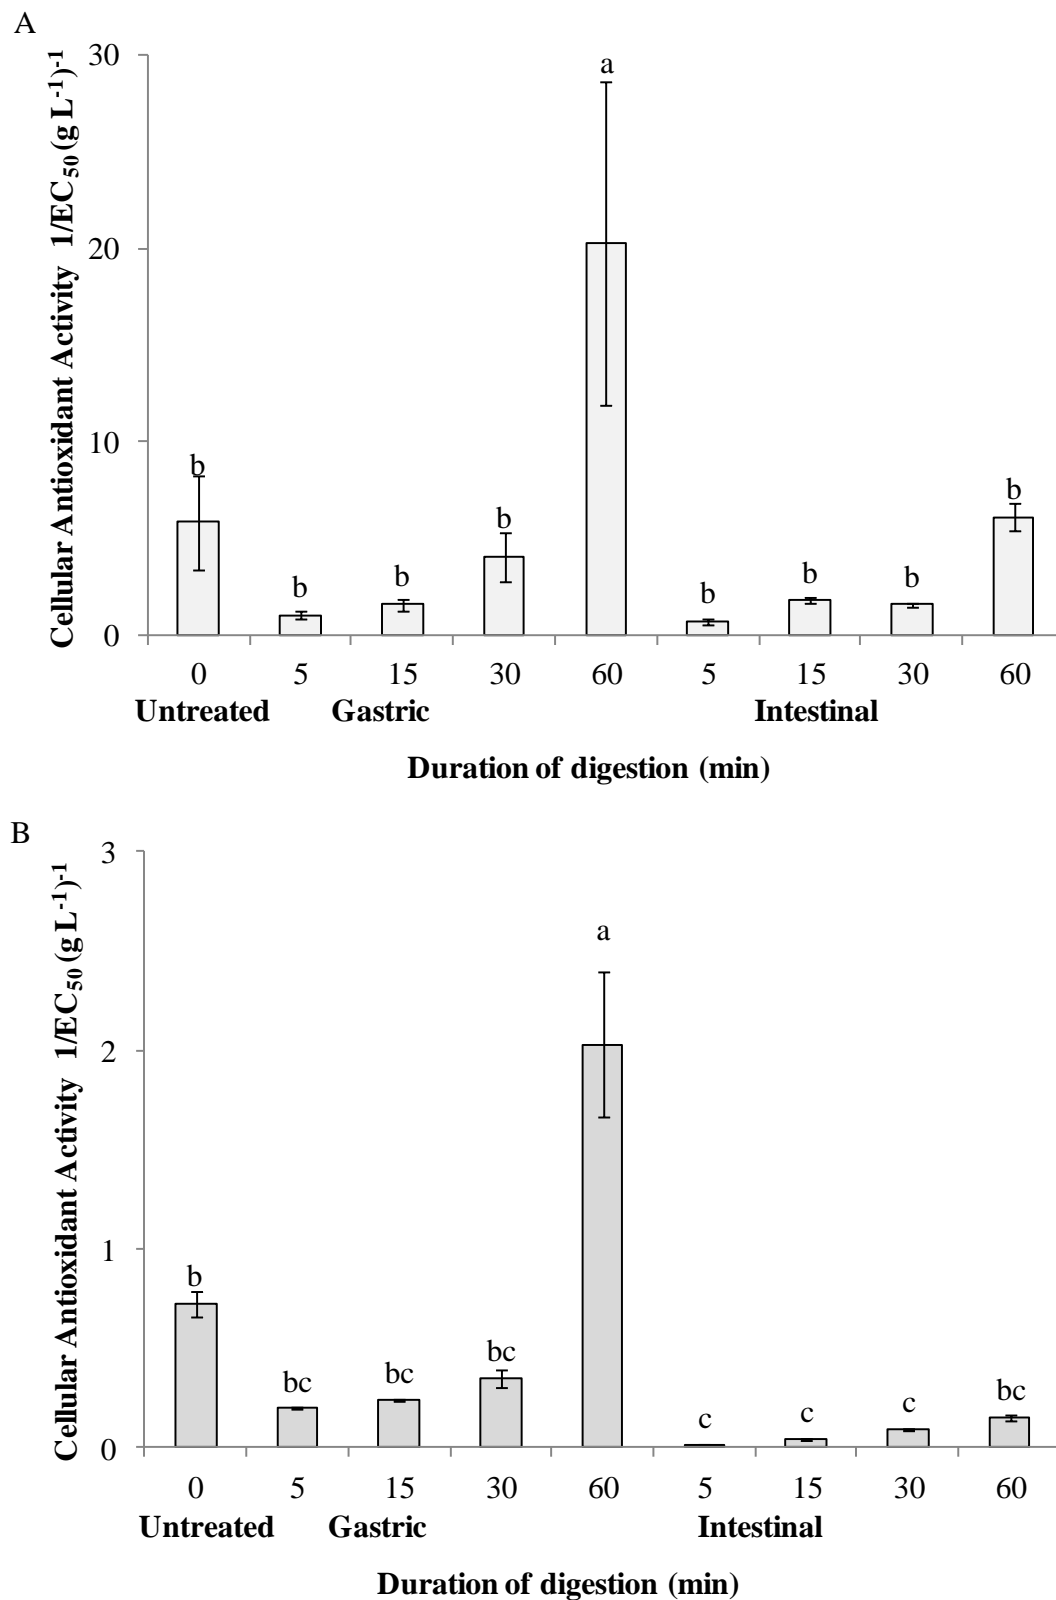 A
Cellular Antioxidant Activity 1/EC50 (g L-1)-1
30
20
10
0
b
b
b
b
a
b
b
b
b
0 5 15 30 60 5 15 30 60
Untreated Gastric Intestinal
Duration of digestion (min)
B
Cellular Antioxidant Activity 1/EC50 (g L-1)-1
3
2
1
0
b
bc
bc
bc
a
c
c
c
bc
0 5 15 30 60 5 15 30 60
Untreated Gastric Intestinal
Duration of digestion (min)